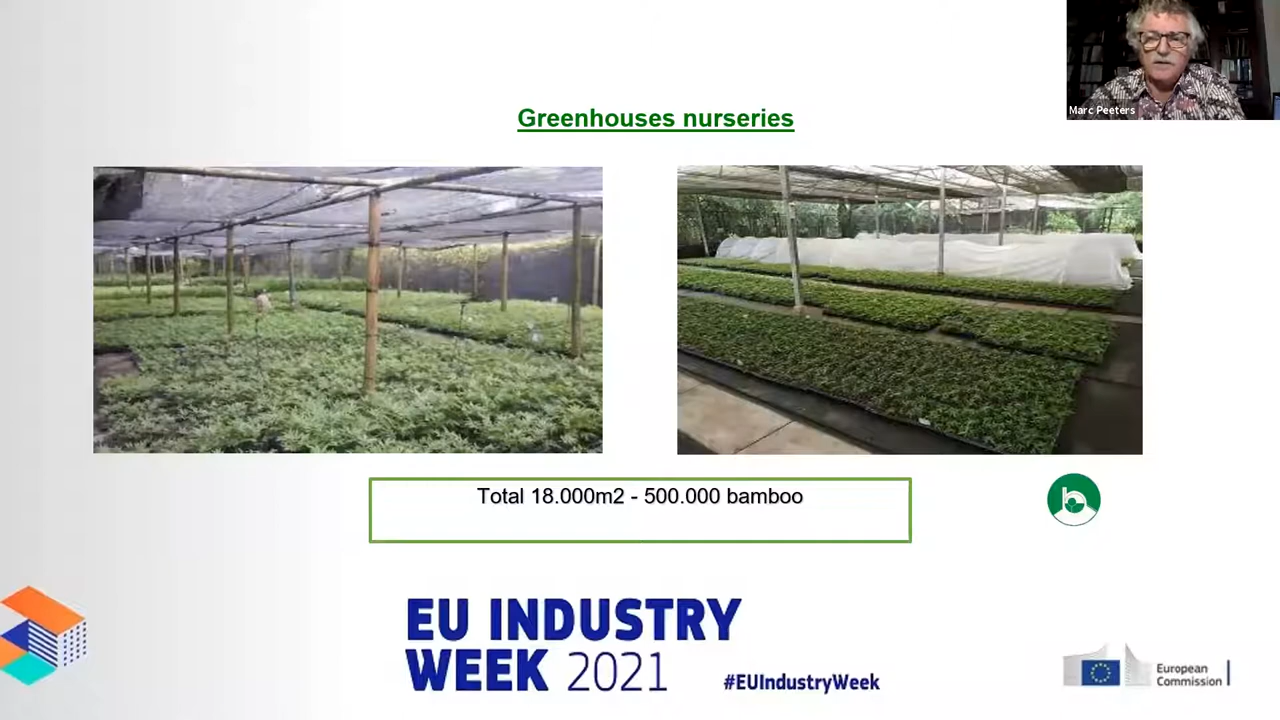 Marc Peeters
Greenhouses nurseries
Total 18.000m2 - 500.000 bamboo
EU INDUSTRY
WEEK 2021
#EUIndustryWeek
European
Commission